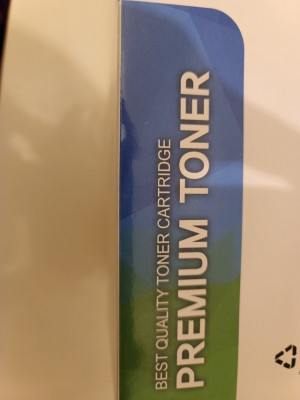 BEST QUALITY TONER CARTRIDGE
PREMIUM TONER